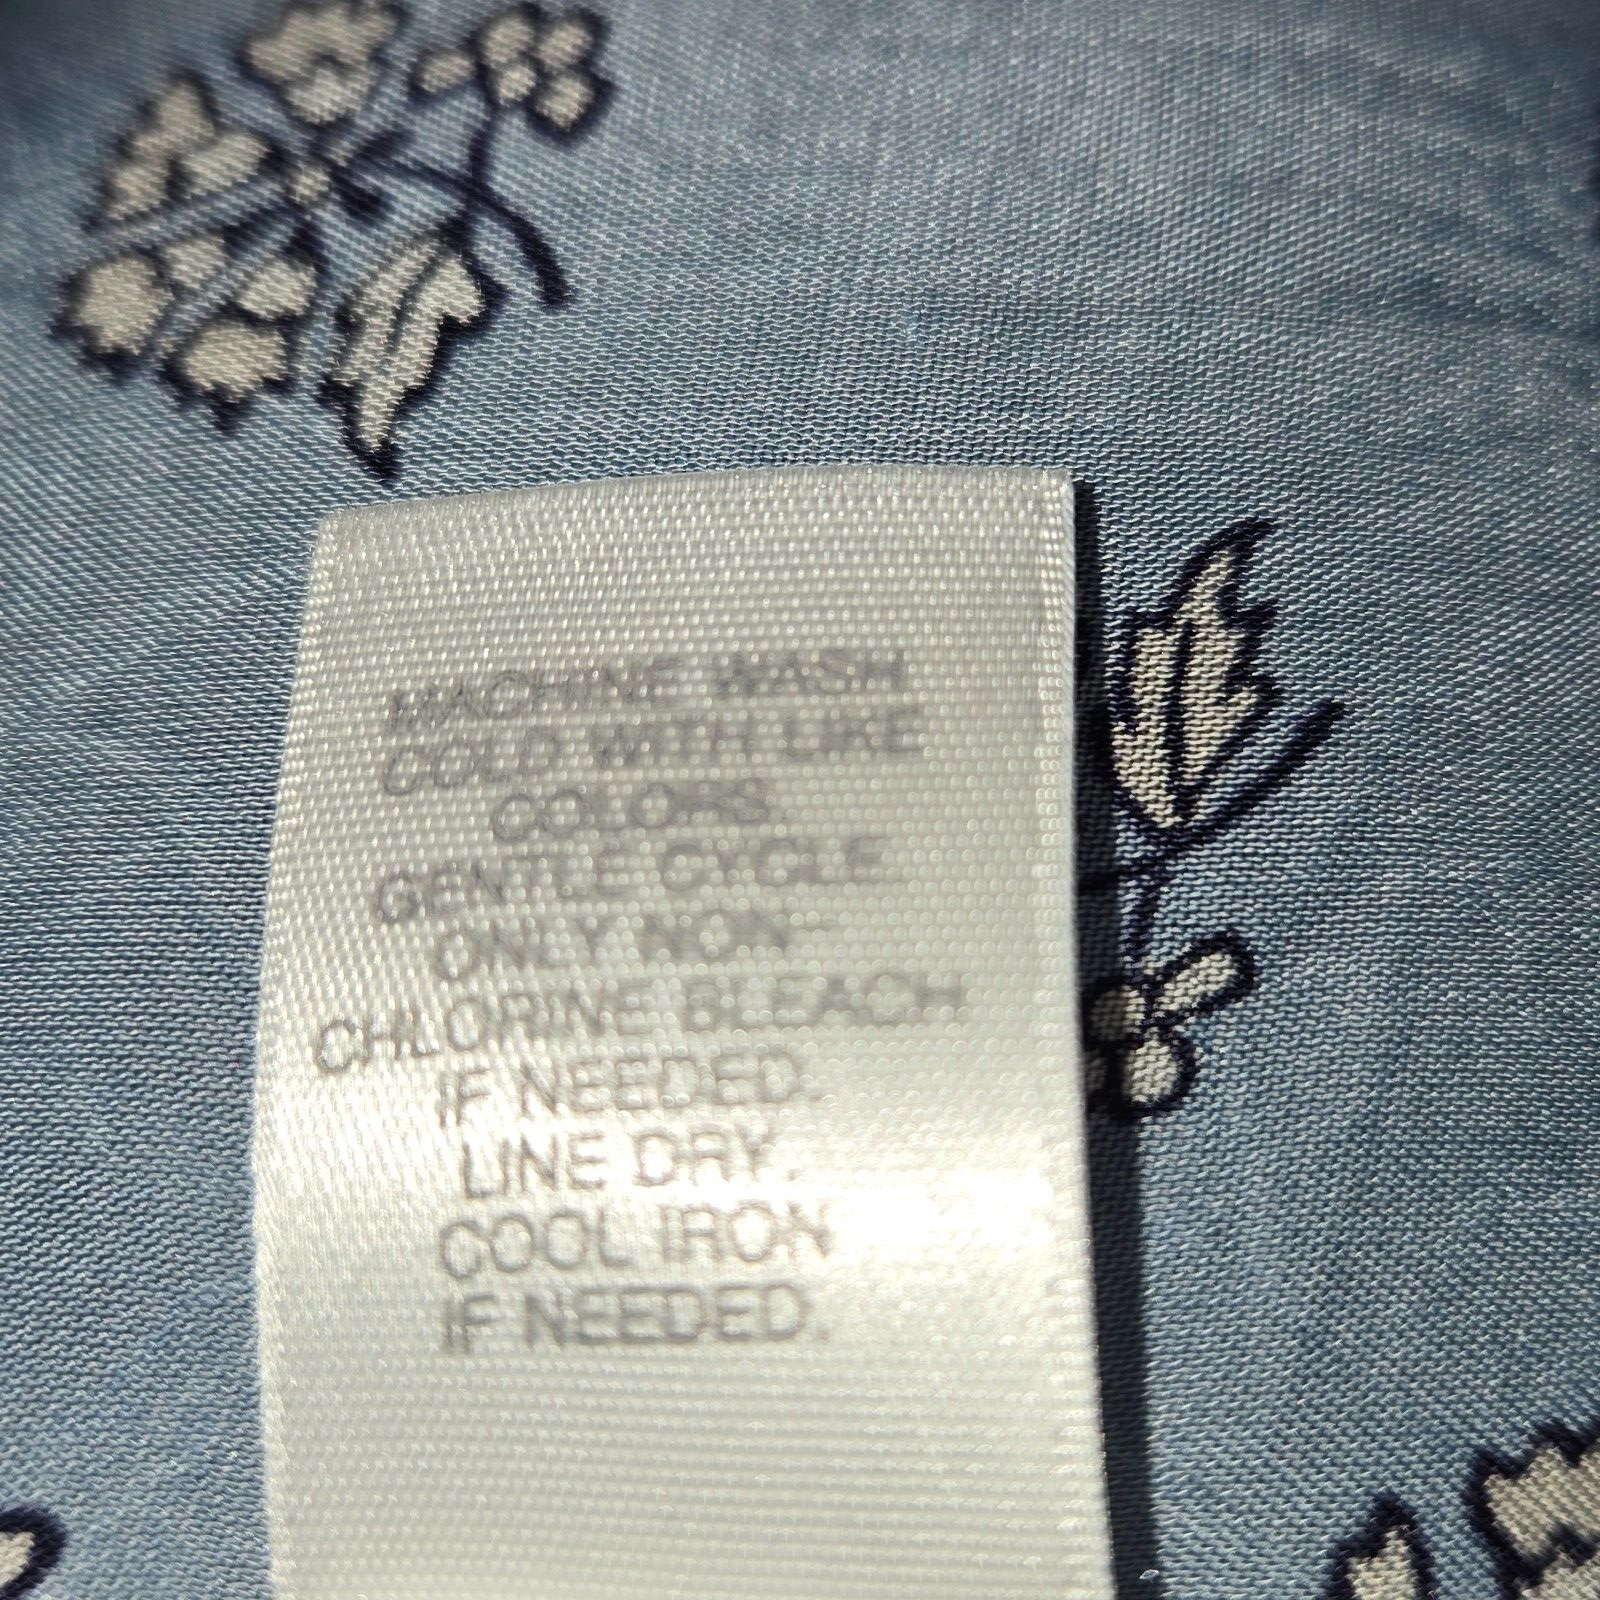 MACHINE WASH
COLD WITH LIKE
COLORS
GENTLE CYCLE
ONLY NON-
CHLORINE BLEACH
IF NEEDED.
LINE DRY.
COOL IRON
IF NEEDED.